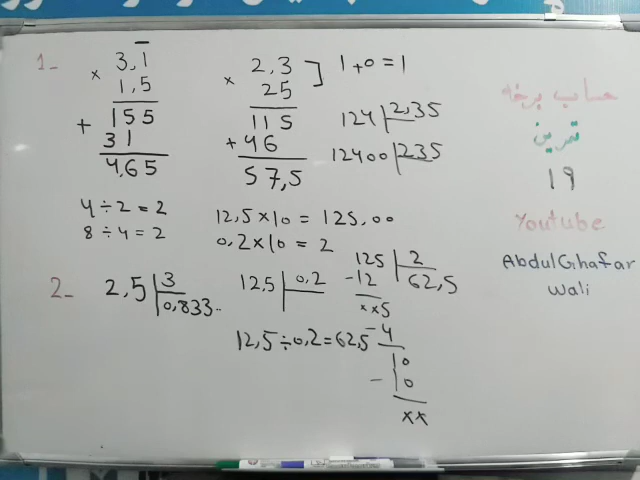 1-
3,1
× 1,5
155
+ 31
4,65
2,3
× 25
115
+ 46
57,5
1+0=1
124 | 2,35
12400 | 235
4÷2=2
8÷4=2
12,5×10=125,00
0,2×10=2
2-
2,5 | 3
0,833..
12,5 | 0,2
125 | 2
-12 62,5
××5
-4
10
-10
××
12,5÷0,2=62,5
حساب برخه
تمرین
19
Youtube
AbdulGhafar
Wali